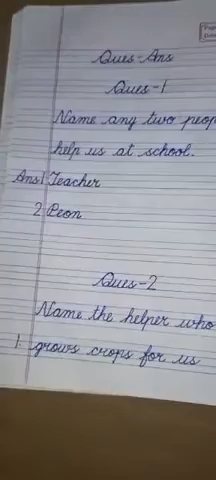 Ques-Ans
Ques-1
Name any two
help us at school.
Ans1 Teacher
2 Peon
Ques-2
Name the helper who
1. grows crops for us